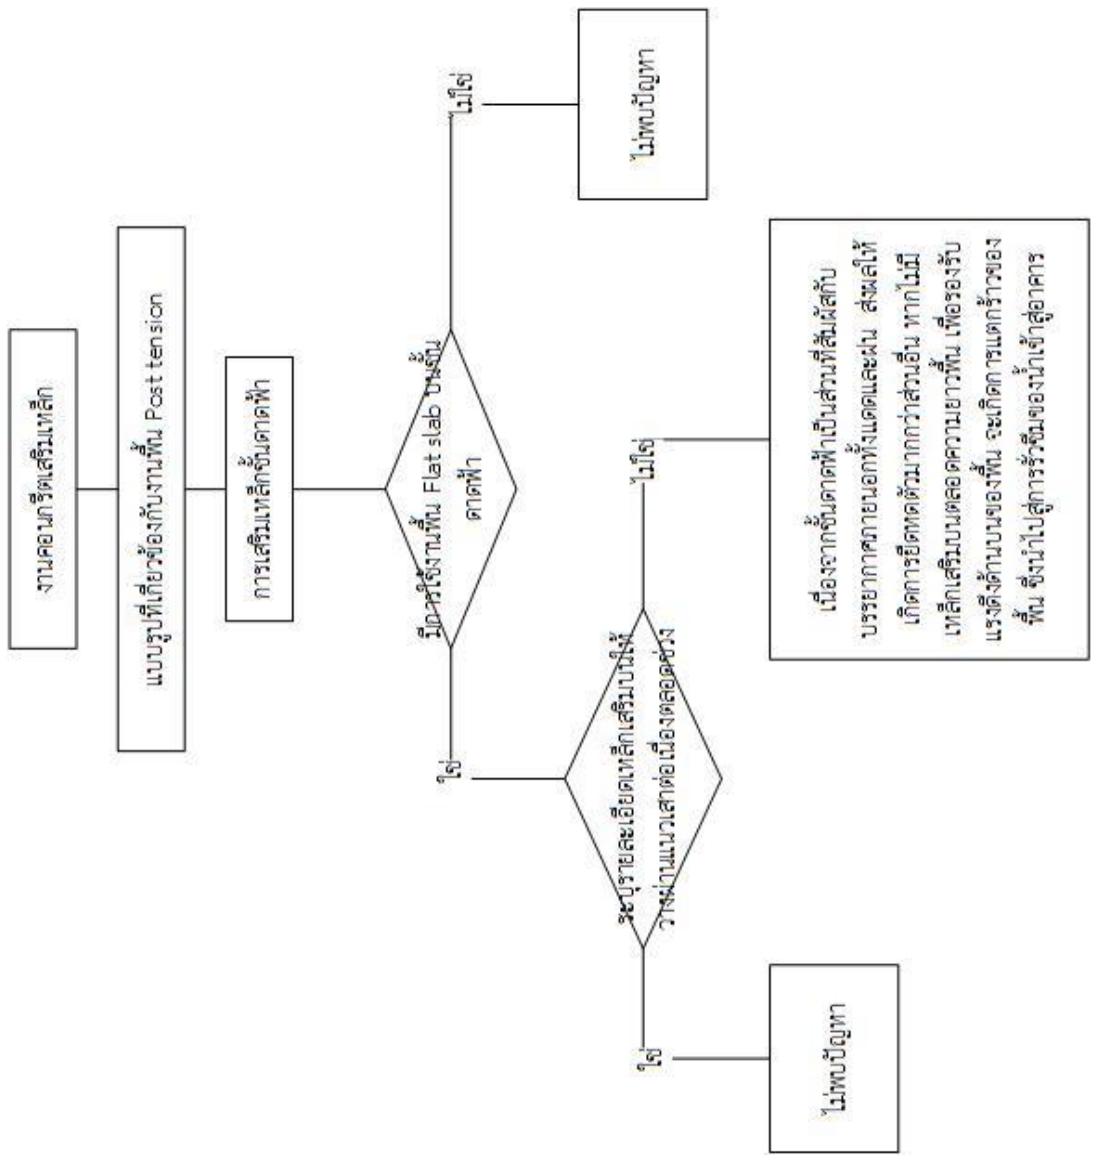 งานคอนกรีตเสริมเหล็ก
แบบรูปที่เกี่ยวข้องกับงานพื้น Post tension
การเสริมเหล็กชั้นดาดฟ้า
มีการใช้งานพื้น Flat slab บนชั้น
ดาดฟ้า
ใช่
ไม่ใช่
ไม่พบปัญหา
ระบุรายละเอียดเหล็กเสริมบนให้
วางผ่านแนวเสาต่อเนื่องตลอดช่วง
ใช่
ไม่ใช่
ไม่พบปัญหา
เนื่องจากชั้นดาดฟ้าเป็นส่วนที่สัมผัสกับ
บรรยากาศภายนอกทั้งแดดและฝน ส่งผลให้
เกิดการยืดหดตัวมากกว่าส่วนอื่น หากไม่มี
เหล็กเสริมบนตลอดความยาวพื้น เพื่อรองรับ
แรงดึงด้านบนของพื้น จะเกิดการแตกร้าวของ
พื้น ซึ่งนำไปสู่การรั่วซึมของน้ำเข้าสู่อาคาร